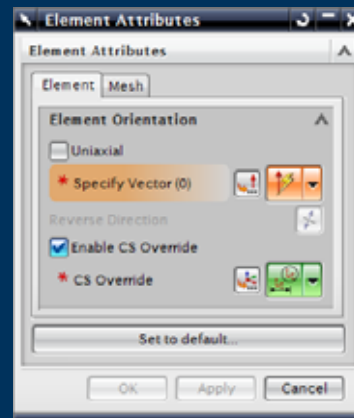 Element Attributes
Element Attributes
Element Mesh
Element Orientation
Uniaxial
* Specify Vector (0)
Reverse Direction
Enable CS Override
* CS Override
Set to default...
OK Apply Cancel